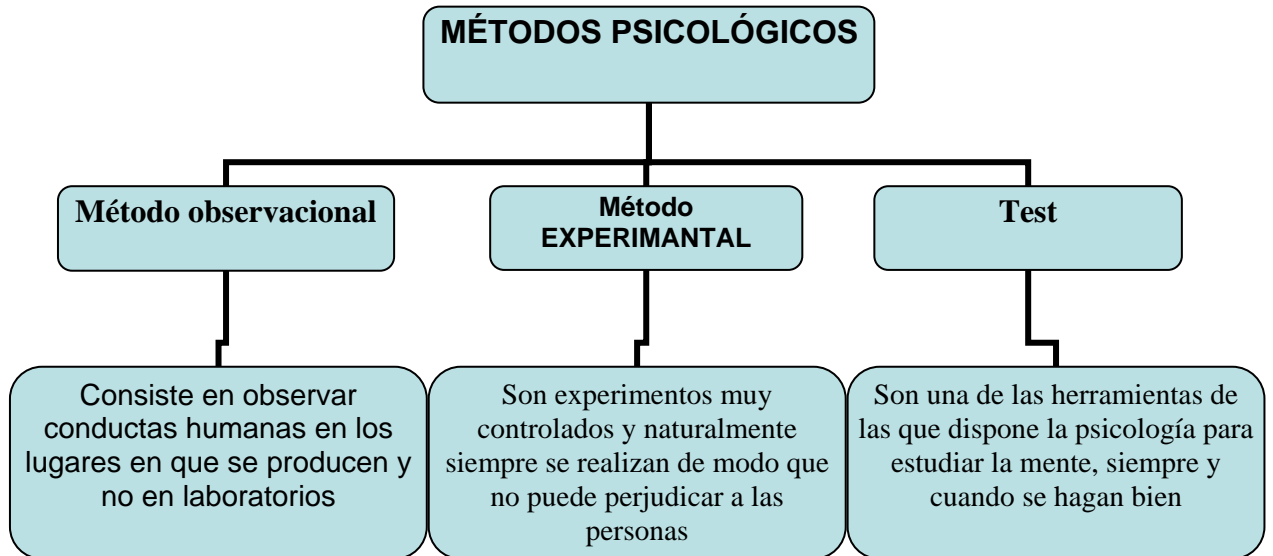 MÉTODOS PSICOLÓGICOS
Método observacional
Método
EXPERIMANTAL
Test
Consiste en observar
conductas humanas en los
lugares en que se producen y
no en laboratorios
Son experimentos muy
controlados y naturalmente
siempre se realizan de modo que
no puede perjudicar a las
personas
Son una de las herramientas de
las que dispone la psicología para
estudiar la mente, siempre y
cuando se hagan bien